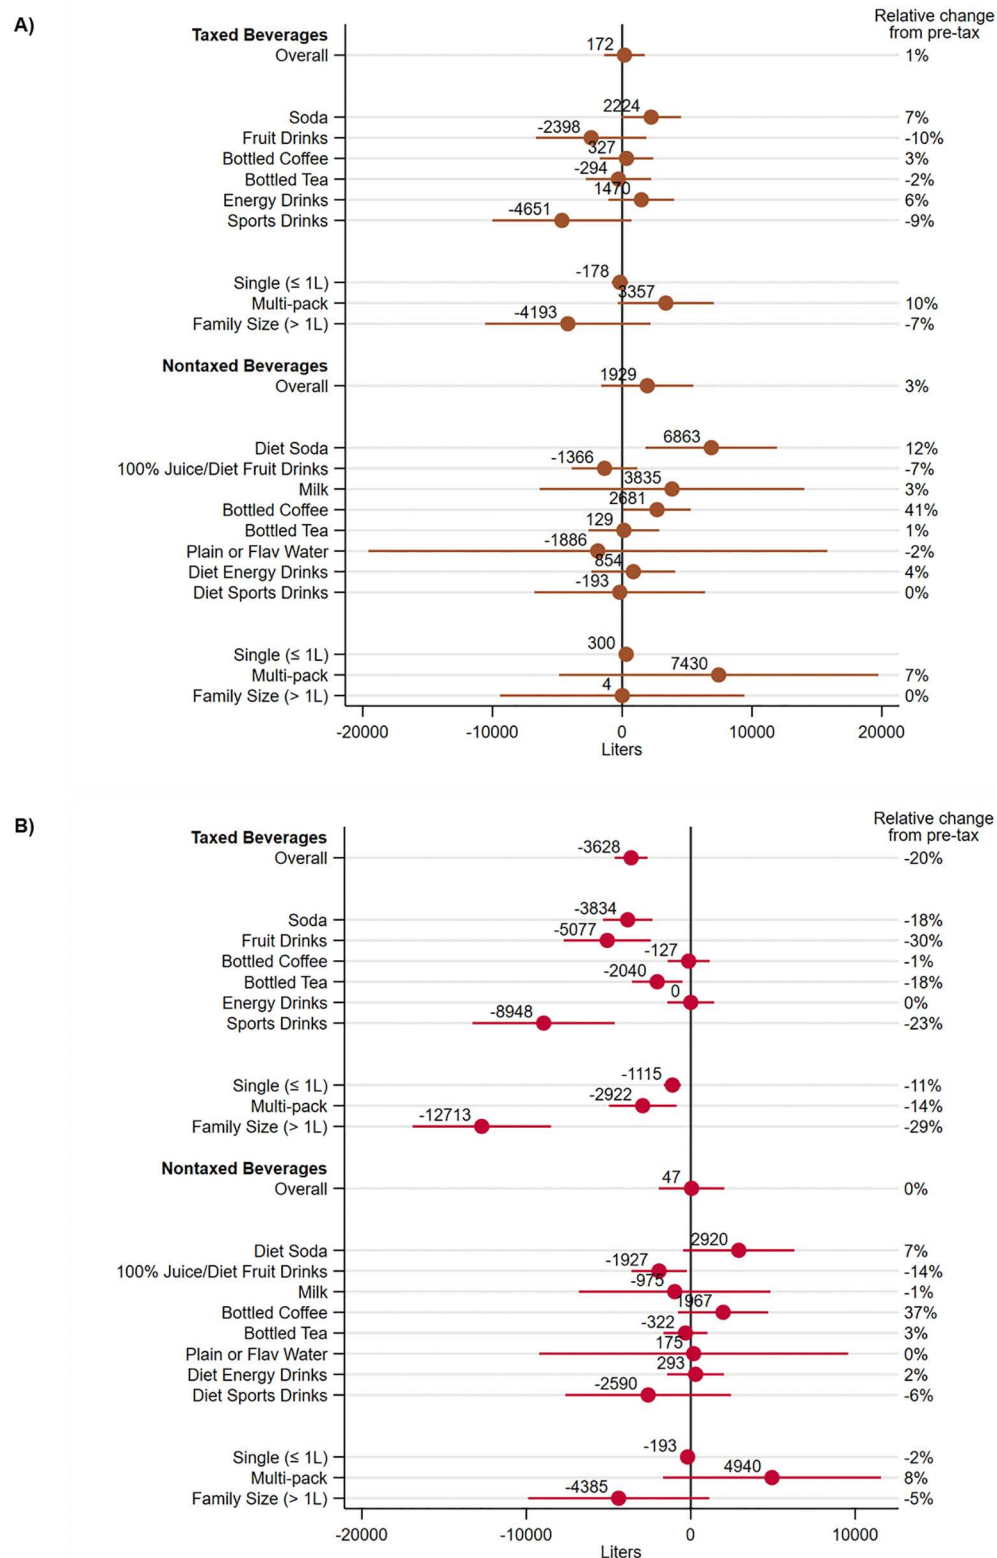 A)
Relative change
from pre-tax
Taxed Beverages
Overall 172 1%
Soda 2224 7%
Fruit Drinks -2398 -10%
Bottled Coffee 327 3%
Bottled Tea -294 -2%
Energy Drinks 1470 6%
Sports Drinks -4651 -9%
Single (≤ 1L) -178
Multi-pack 3357 10%
Family Size (> 1L) -4193 -7%
Nontaxed Beverages
Overall 1929 3%
Diet Soda 6863 12%
100% Juice/Diet Fruit Drinks -1366 -7%
Milk 3835 3%
Bottled Coffee 2681 41%
Bottled Tea 129 1%
Plain or Flav Water -1886 -2%
Diet Energy Drinks 854 4%
Diet Sports Drinks -193 0%
Single (≤ 1L) 300
Multi-pack 7430 7%
Family Size (> 1L) 4 0%
-20000 -10000 0 10000 20000
Liters
B)
Relative change
from pre-tax
Taxed Beverages
Overall -3628 -20%
Soda -3834 -18%
Fruit Drinks -5077 -30%
Bottled Coffee -127 -1%
Bottled Tea -2040 -18%
Energy Drinks 0 0%
Sports Drinks -8948 -23%
Single (≤ 1L) -1115 -11%
Multi-pack -2922 -14%
Family Size (> 1L) -12713 -29%
Nontaxed Beverages
Overall 47 0%
Diet Soda 2920 7%
100% Juice/Diet Fruit Drinks -1927 -14%
Milk -975 -1%
Bottled Coffee 1967 37%
Bottled Tea -322 3%
Plain or Flav Water 175 0%
Diet Energy Drinks 293 2%
Diet Sports Drinks -2590 -6%
Single (≤ 1L) -193 -2%
Multi-pack 4940 8%
Family Size (> 1L) -4385 -5%
-20000 -10000 0 10000
Liters